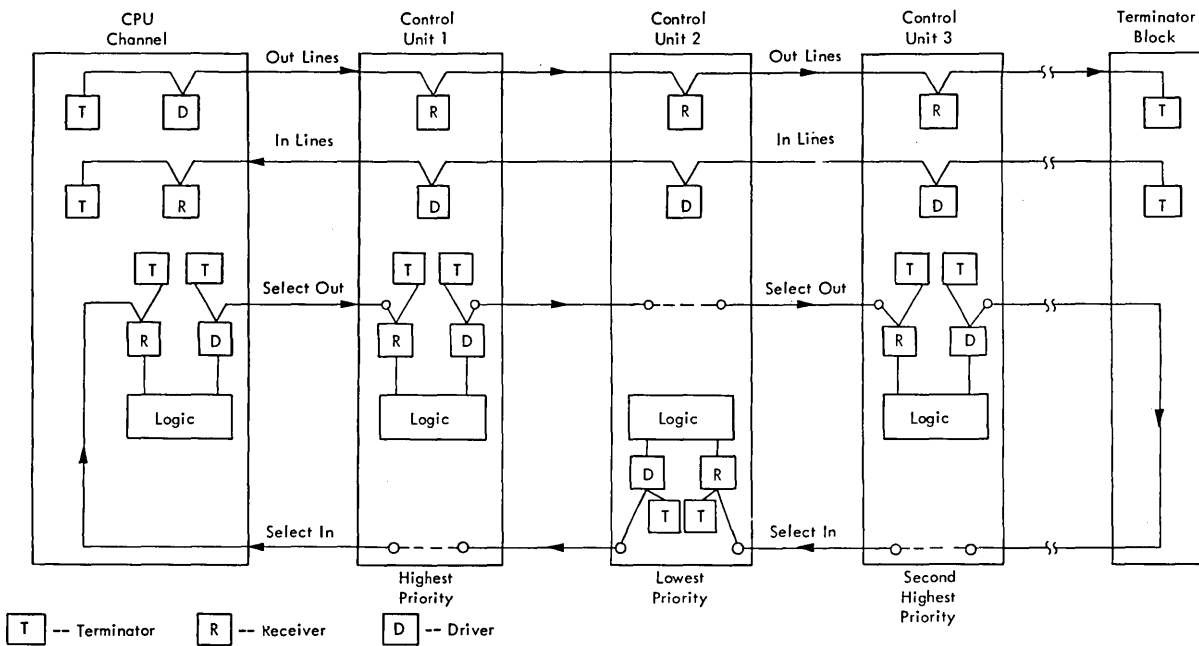 CPU
Channel
Control
Unit 1
Control
Unit 2
Control
Unit 3
Terminator
Block
Out Lines
Out Lines
T
D
R
R
R
T
In Lines
In Lines
T
R
D
D
D
T
T
T
T
T
T
T
Select Out
Select Out
R
D
R
D
R
D
Logic
Logic
Logic
Logic
D
R
T
T
Select In
Select In
Highest
Priority
Lowest
Priority
Second
Highest
Priority
T -- Terminator
R -- Receiver
D -- Driver